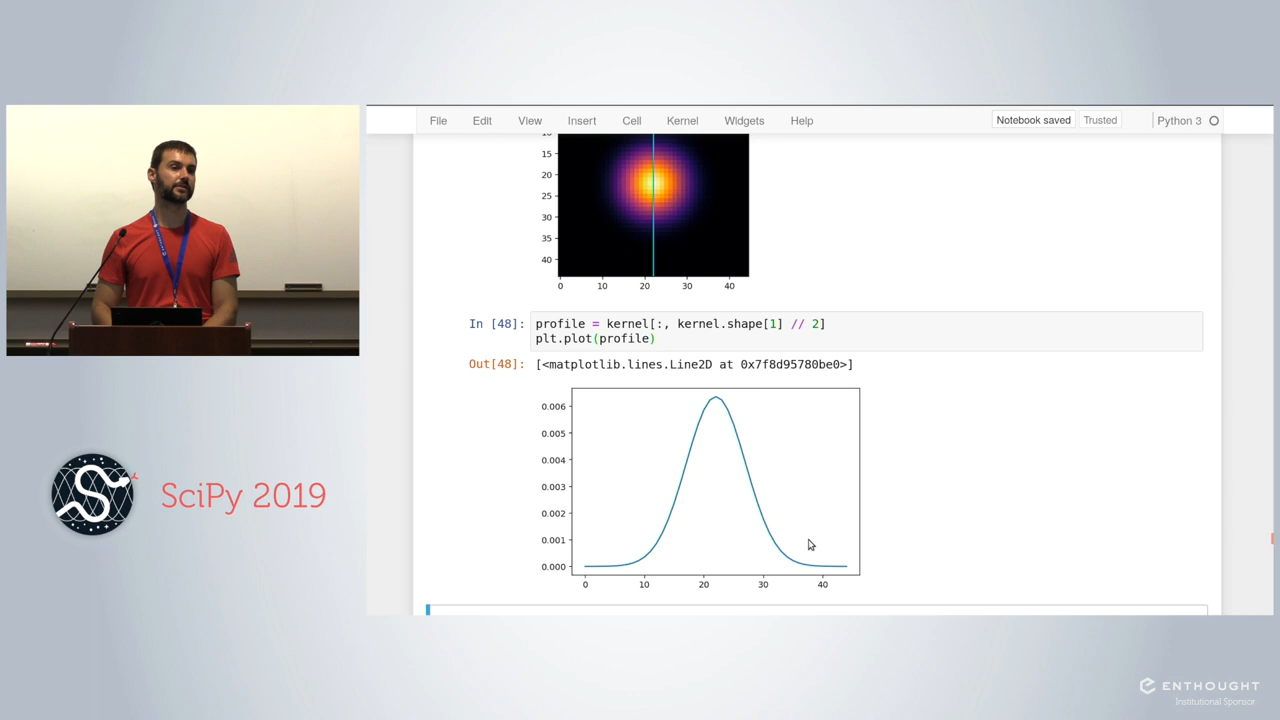 File Edit View Insert Cell Kernel Widgets Help Notebook saved Trusted Python 3
15
20
25
30
35
40
0 10 20 30 40
In [48]: profile = kernel[:, kernel.shape[1] // 2]
plt.plot(profile)
Out[48]: [<matplotlib.lines.Line2D at 0x7f8d95780be0>]
0.006
0.005
0.004
0.003
0.002
0.001
0.000
0 10 20 30 40
SciPy 2019
ENTHOUGHT
Institutional Sponsor